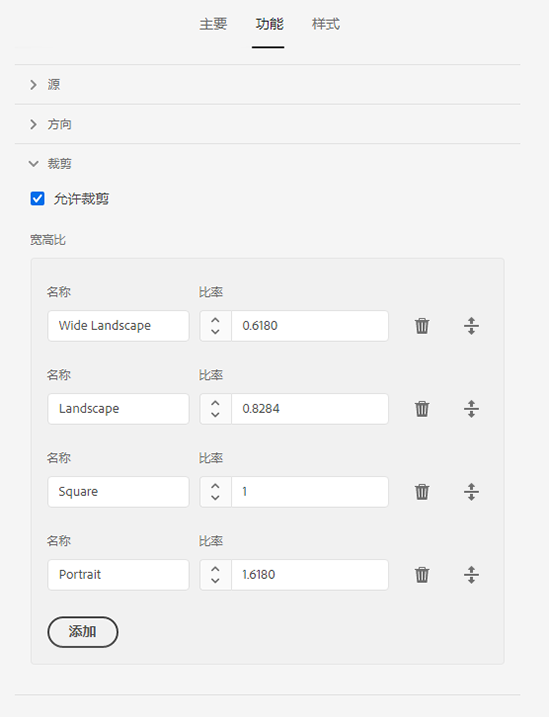 主要 功能 样式
源
方向
裁剪
允许裁剪
宽高比
名称 比率
Wide Landscape 0.6180
名称 比率
Landscape 0.8284
名称 比率
Square 1
名称 比率
Portrait 1.6180
添加